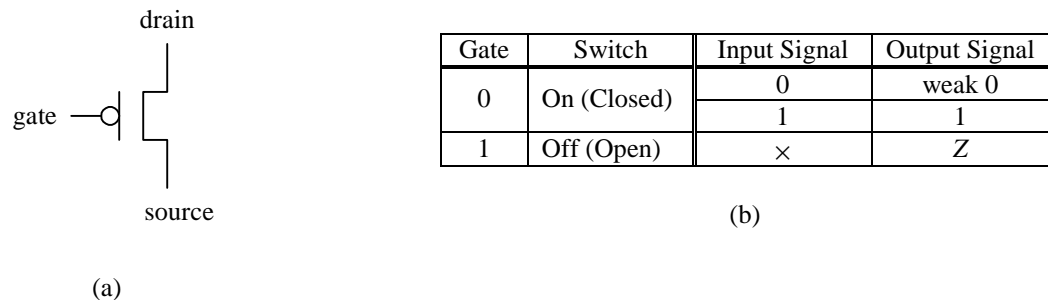 drain
gate
source
(a)
Gate Switch Input Signal Output Signal
0 On (Closed) 0 weak 0
1 1
1 Off (Open) × Z
(b)